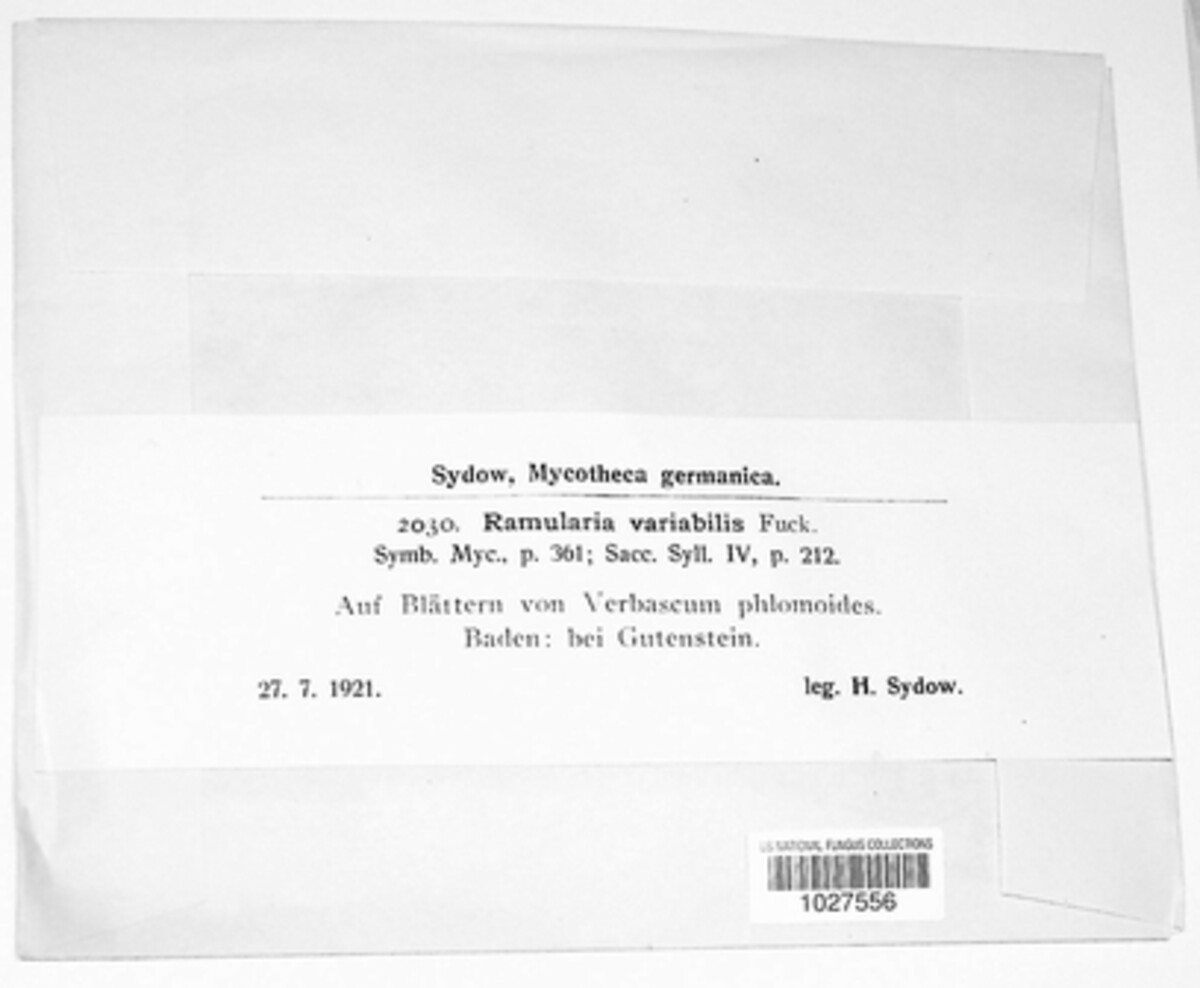 Sydow, Mycotheca germanica.
2030. Ramularia variabilis Fuck.
Symb. Myc., p. 361; Sacc. Syll. IV, p. 212.
Auf Blättern von Verbascum phlomoides.
Baden: bei Gutenstein.
27. 7. 1921. leg. H. Sydow.
US NATIONAL FUNGUS COLLECTIONS
1027556